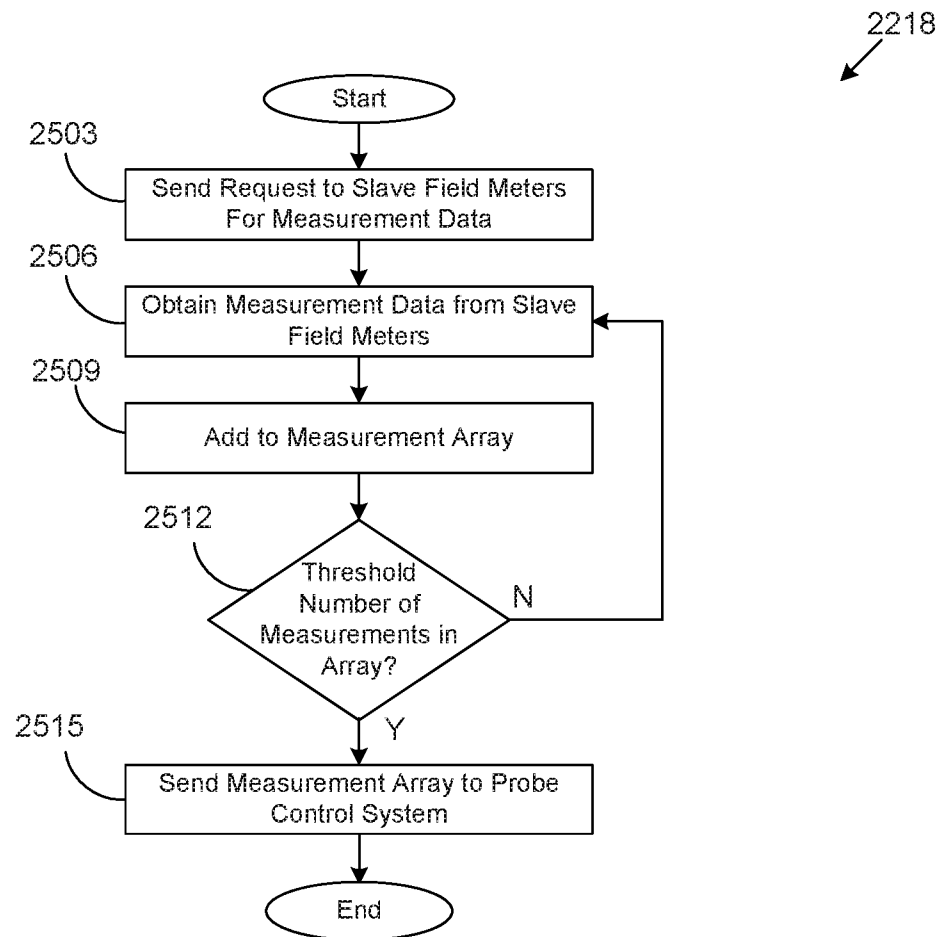 2218
Start
2503
Send Request to Slave Field Meters
For Measurement Data
2506
Obtain Measurement Data from Slave
Field Meters
2509
Add to Measurement Array
2512
Threshold
Number of
Measurements in
Array?
N
Y
2515
Send Measurement Array to Probe
Control System
End